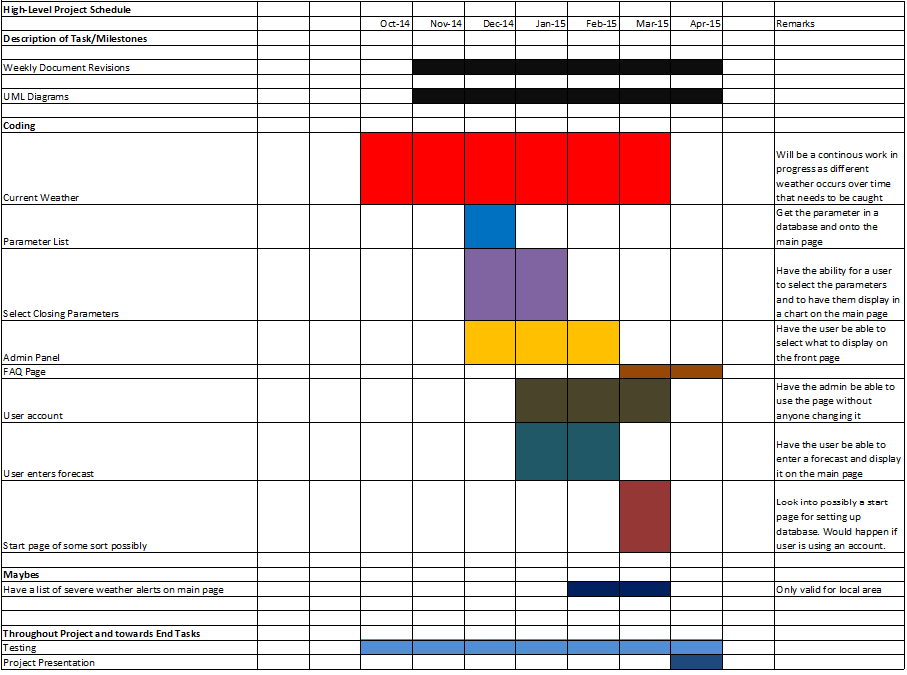 High-Level Project Schedule
Oct-14 Nov-14 Dec-14 Jan-15 Feb-15 Mar-15 Apr-15 Remarks
Description of Task/Milestones
Weekly Document Revisions
UML Diagrams
Coding
Current Weather
Will be a continous work in
progress as different
weather occurs over time
that needs to be caught
Parameter List
Get the parameter in a
database and onto the
main page
Select Closing Parameters
Have the ability for a user
to select the parameters
and to have them display in
a chart on the main page
Admin Panel
Have the user be able to
select what to display on
the front page
FAQ Page
User account
Have the admin be able to
use the page without
anyone changing it
User enters forecast
Have the user be able to
enter a forecast and display
it on the main page
Start page of some sort possibly
Look into possibly a start
page for setting up
database. Would happen if
user is using an account.
Maybes
Have a list of severe weather alerts on main page
Only valid for local area
Throughout Project and towards End Tasks
Testing
Project Presentation